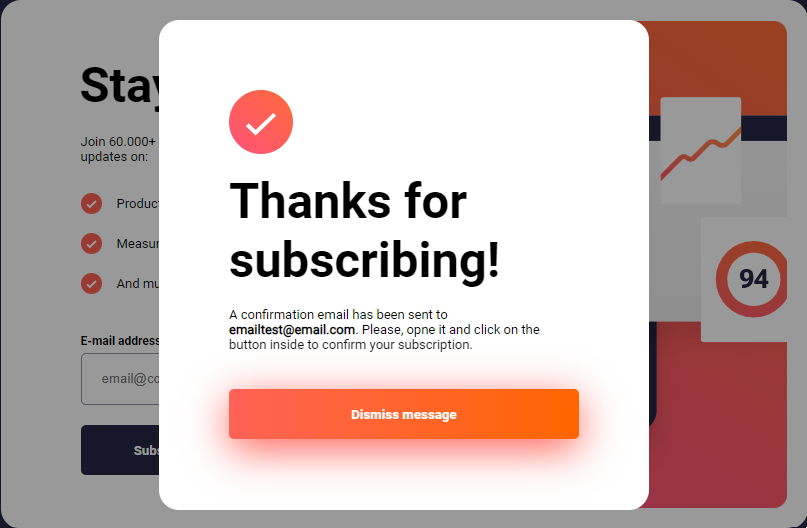 Stay
Join 60.000+
updates on:
Product
Measur
And mu
E-mail address
email@co
Subs
Thanks for
subscribing!
A confirmation email has been sent to
emailtest@email.com. Please, opne it and click on the
button inside to confirm your subscription.
Dismiss message
94